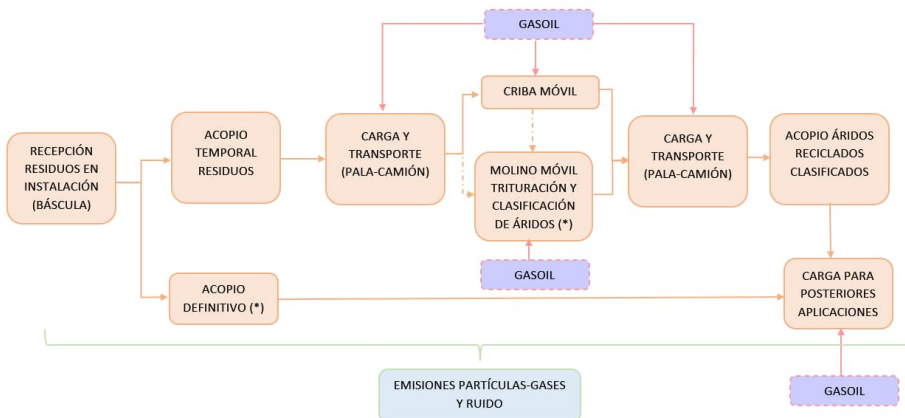 GASOIL
CRIBA MÓVIL
RECEPCIÓN
RESIDUOS EN
INSTALACIÓN
(BÁSCULA)
ACOPIO
TEMPORAL
RESIDUOS
CARGA Y
TRANSPORTE
(PALA-CAMIÓN)
MOLINO MÓVIL
TRITURACIÓN Y
CLASIFICACIÓN
DE ÁRIDOS (*)
CARGA Y
TRANSPORTE
(PALA-CAMIÓN)
ACOPIO ÁRIDOS
RECICLADOS
CLASIFICADOS
GASOIL
ACOPIO
DEFINITIVO (*)
CARGA PARA
POSTERIORES
APLICACIONES
EMISIONES PARTÍCULAS-GASES
Y RUIDO
GASOIL